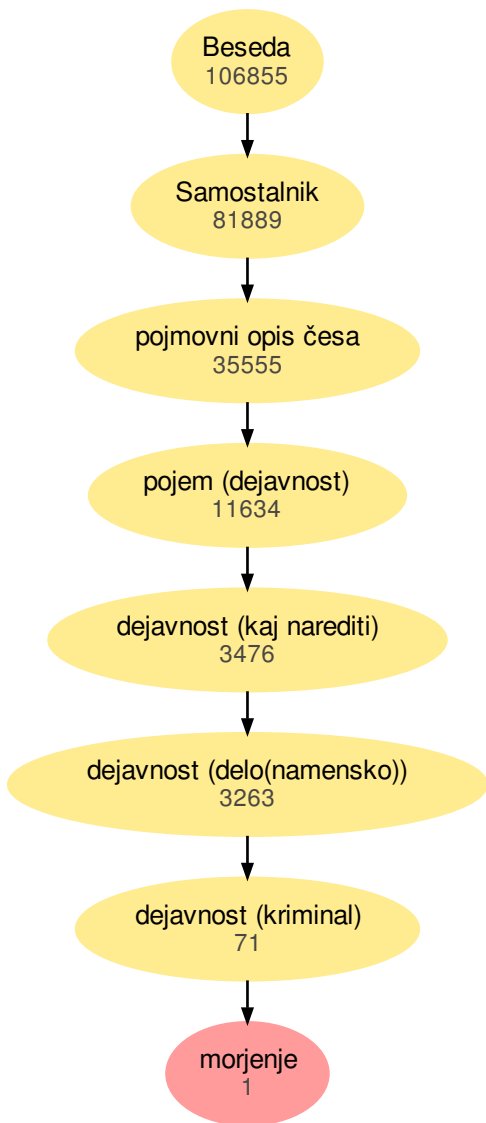 Beseda
106855
Samostalnik
81889
pojmovni opis česa
35555
pojem (dejavnost)
11634
dejavnost (kaj narediti)
3476
dejavnost (delo(namensko))
3263
dejavnost (kriminal)
71
morjenje
1